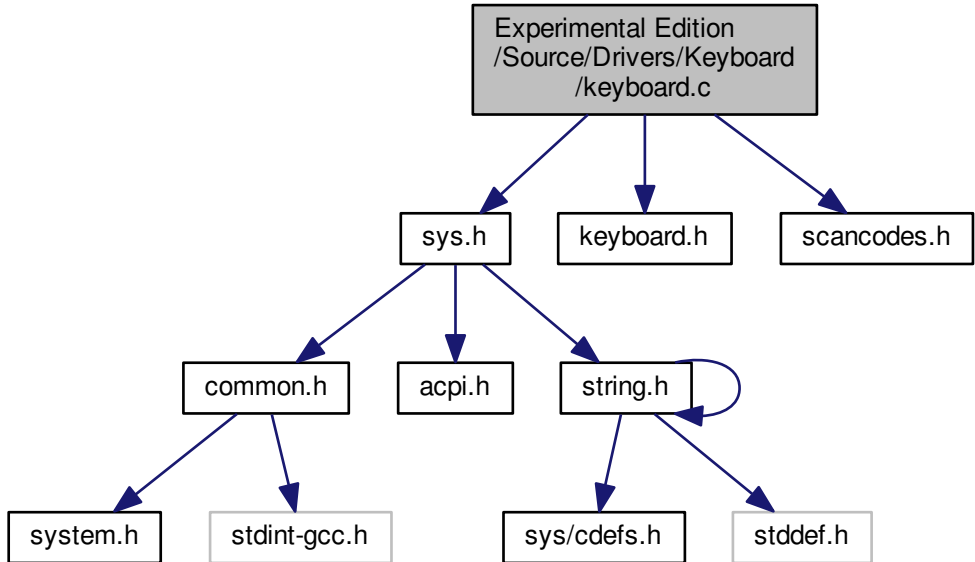 Experimental Edition
/Source/Drivers/Keyboard
/keyboard.c
sys.h
keyboard.h
scancodes.h
common.h
acpi.h
string.h
system.h
stdint-gcc.h
sys/cdefs.h
stddef.h